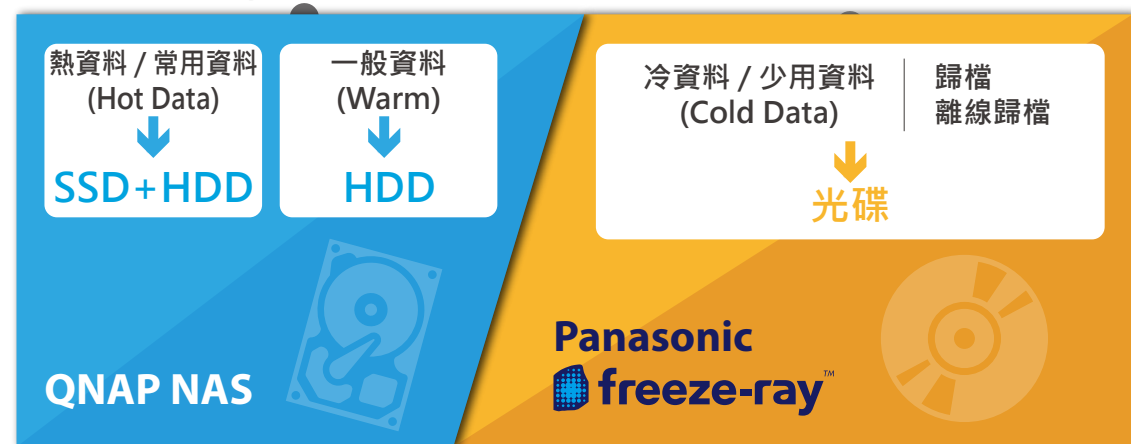 熱資料 / 常用資料
(Hot Data)
SSD+HDD
一般資料
(Warm)
HDD
冷資料 / 少用資料
(Cold Data)
歸檔
離線歸檔
光碟
QNAP NAS
Panasonic
freeze-ray™